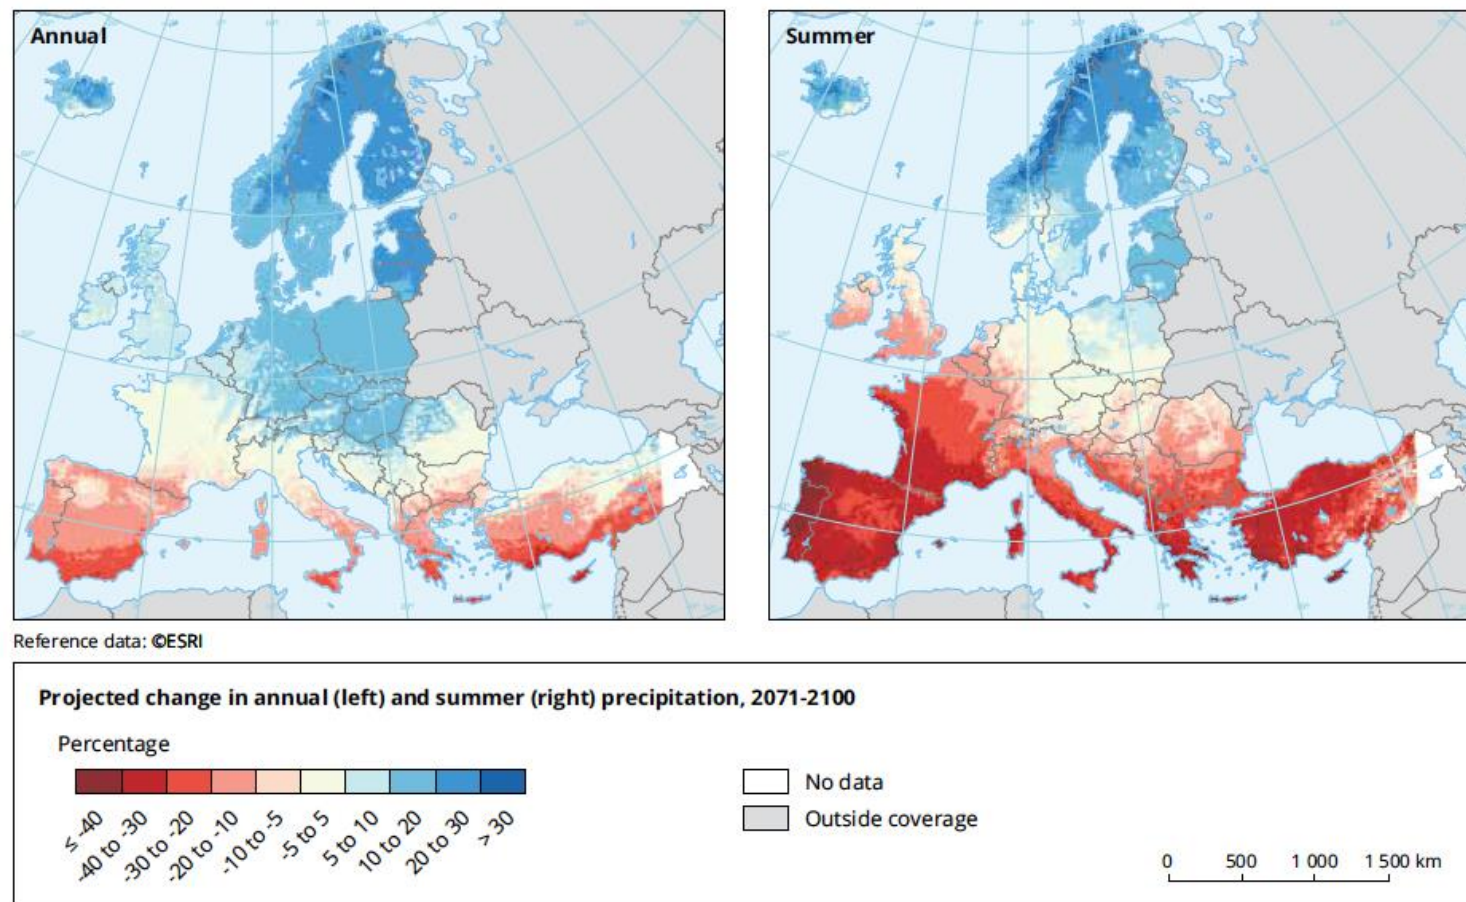 Annual
Summer
Reference data: ©ESRI
Projected change in annual (left) and summer (right) precipitation, 2071-2100
Percentage
≤ -40
-40 to -30
-30 to -20
-20 to -10
-10 to -5
-5 to 5
5 to 10
10 to 20
20 to 30
> 30
No data
Outside coverage
0 500 1 000 1 500 km